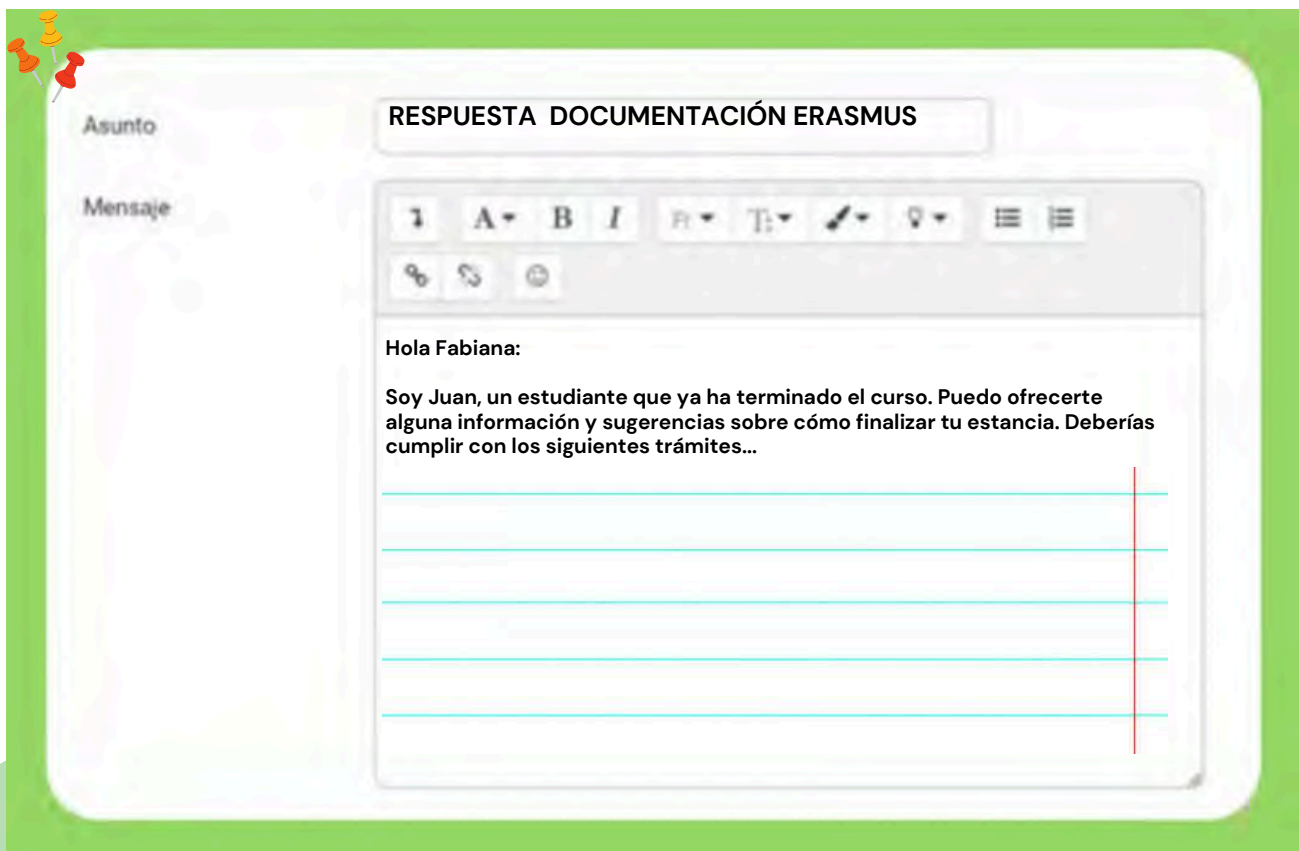 Asunto
RESPUESTA DOCUMENTACIÓN ERASMUS
Mensaje
A B I T:
Hola Fabiana:
Soy Juan, un estudiante que ya ha terminado el curso. Puedo ofrecerte
alguna información y sugerencias sobre cómo finalizar tu estancia. Deberías
cumplir con los siguientes trámites...